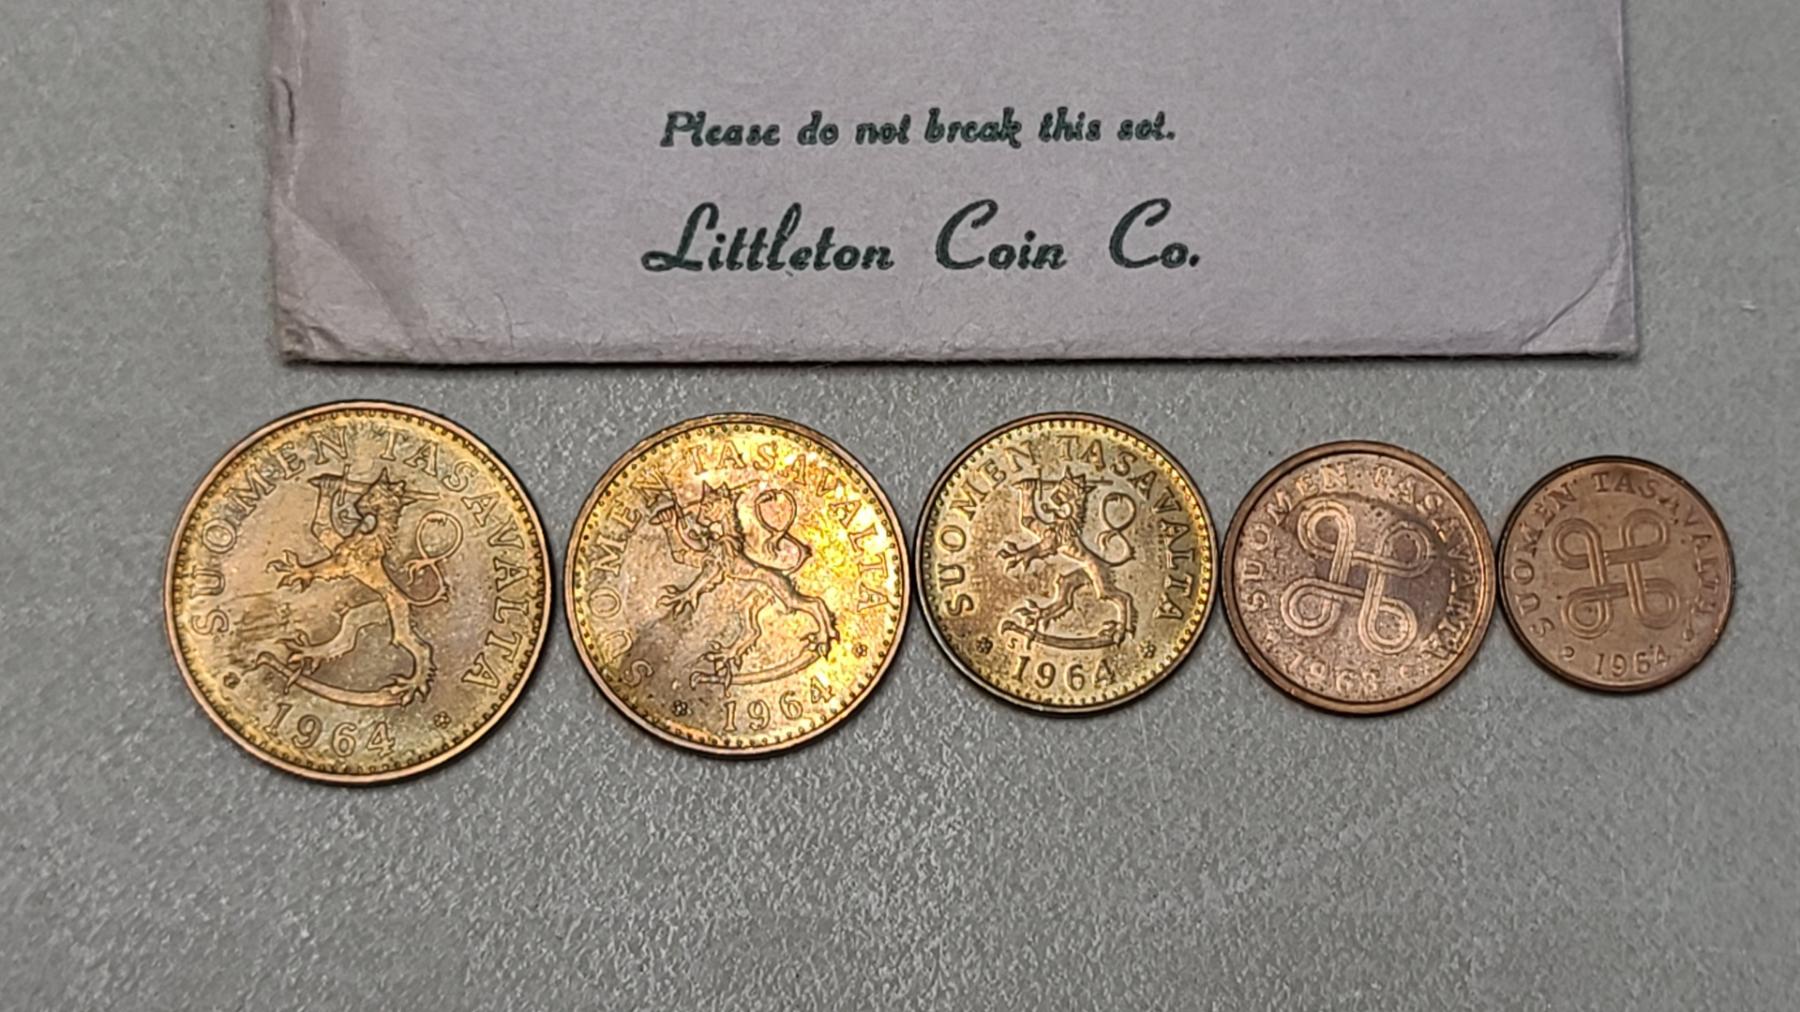 Please do not break this set.
Littleton Coin Co.
SUOMEN TASAVALTA
1964
SUOMEN TASAVALTA
1964
SUOMEN TASAVALTA
1964
SUOMEN TASAVALTA
SUOMEN TASAVALTA
1964